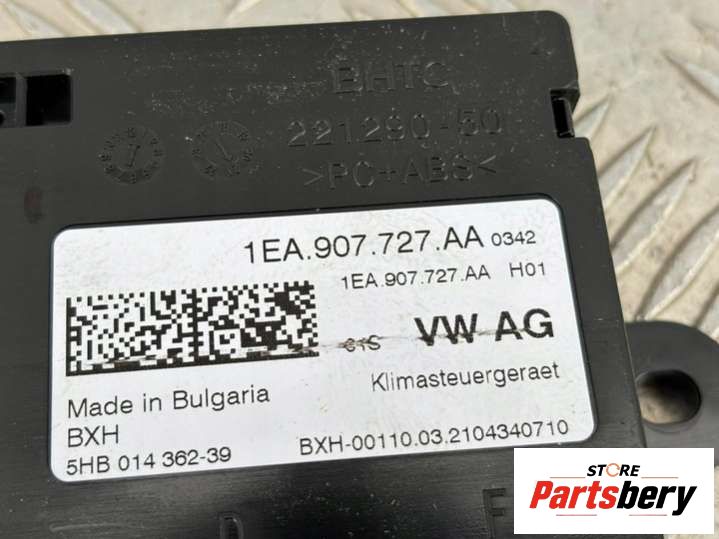 BHTC
221290-50
>PC+ABS<
1EA.907.727.AA 0342
1EA.907.727.AA H01
VW AG
Made in Bulgaria
Klimasteuergeraet
BXH
5HB 014 362-39
BXH-00110.03.2104340710
STORE
Partsbery